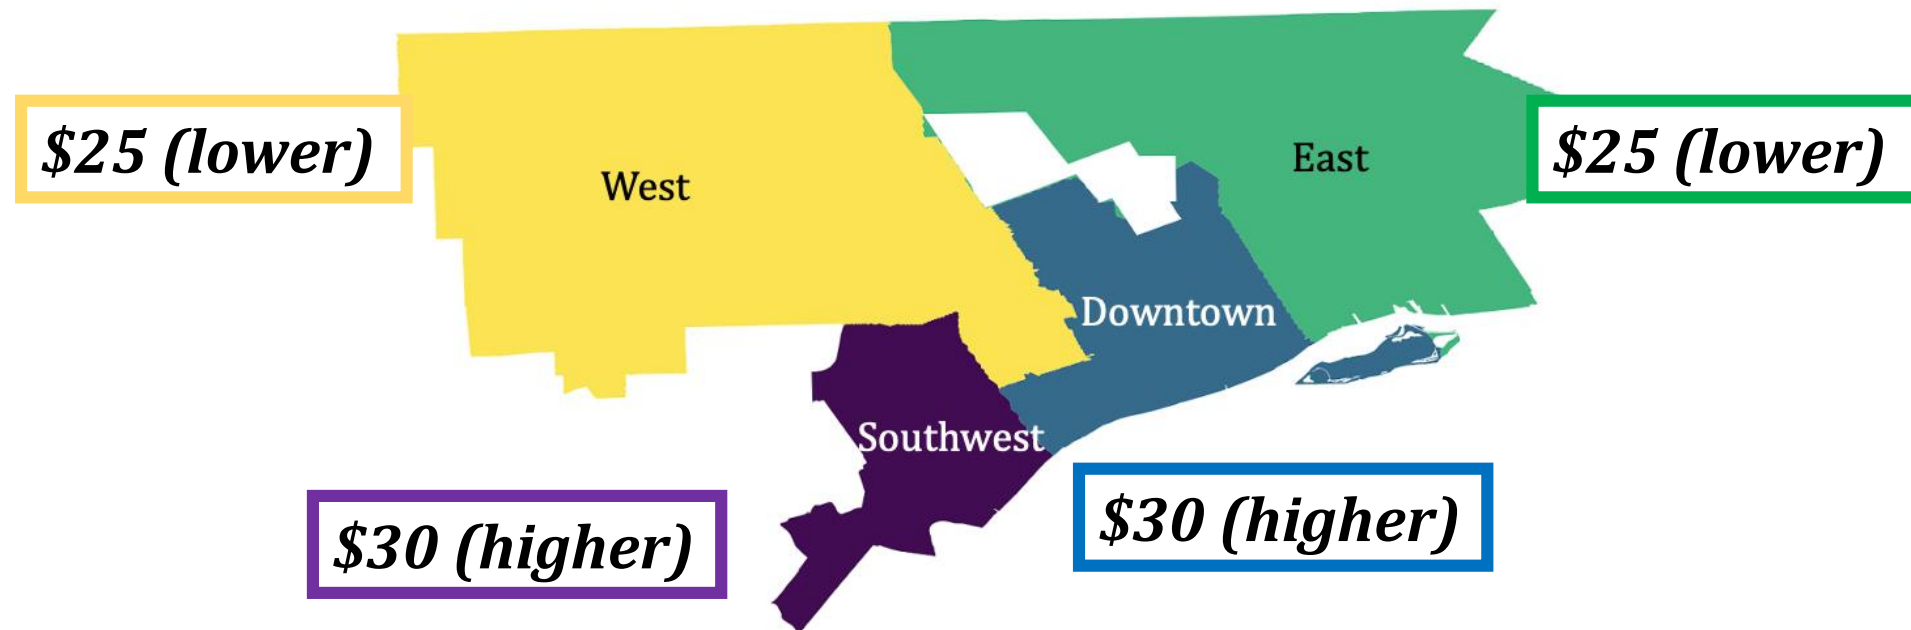 $25 (lower)
West
East
$25 (lower)
Downtown
Southwest
$30 (higher)
$30 (higher)